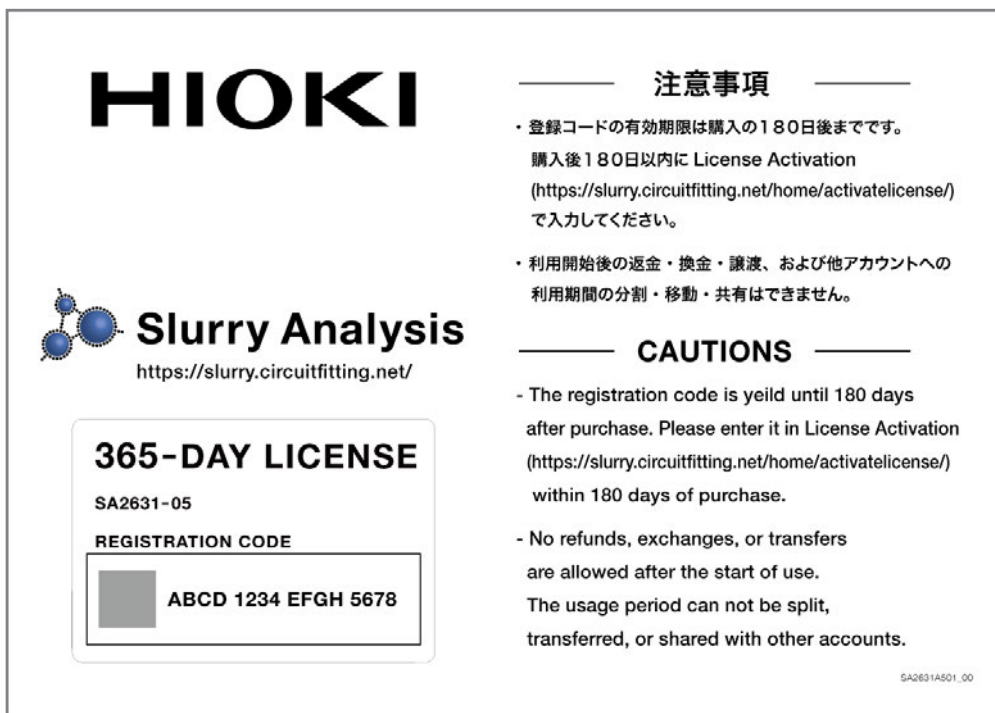 HIOKI
Slurry Analysis
https://slurry.circuitfitting.net/
365-DAY LICENSE
SA2631-05
REGISTRATION CODE
ABCD 1234 EFGH 5678
注意事項
・登録コードの有効期限は購入の180日後までです。
購入後180日以内に License Activation
(https://slurry.circuitfitting.net/home/activatelicense/)
で入力してください。
・利用開始後の返金・換金・譲渡、および他アカウントへの
利用期間の分割・移動・共有はできません。
CAUTIONS
- The registration code is yeild until 180 days
after purchase. Please enter it in License Activation
(https://slurry.circuitfitting.net/home/activatelicense/)
within 180 days of purchase.
- No refunds, exchanges, or transfers
are allowed after the start of use.
The usage period can not be split,
transferred, or shared with other accounts.
SA2631A501_00